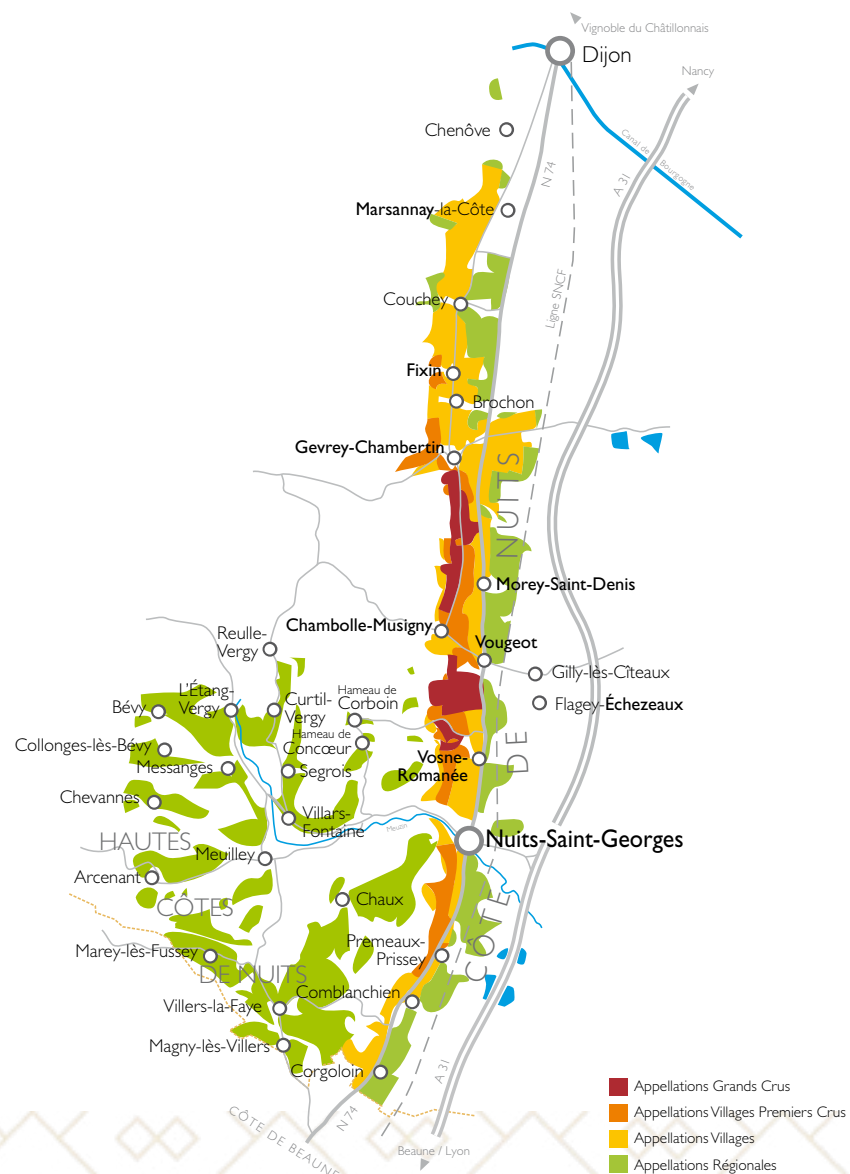 Vignoble du Châtillonnais
Dijon
Nancy
Chenôve
Canal de
Bourgogne
N 74
A 31
Marsannay-la-Côte
Ligne SNCF
Couchey
Fixin
Brochon
Gevrey-Chambertin
CÔTE DE NUITS
Morey-Saint-Denis
Chambolle-Musigny
Reulle-
Vergy
Vougeot
Gilly-lès-Cîteaux
L'Étang-
Vergy
Curtil-
Vergy
Hameau de
Corboin
Flagey-Échezeaux
Bévy
Hameau de
Concœur
Collonges-lès-Bévy
Messanges
Segrois
Vosne-
Romanée
Chevannes
Villars-
Fontaine
Meuzin
Nuits-Saint-Georges
HAUTES
CÔTES
DE NUITS
Meuilley
Arcenant
Chaux
Marey-lès-Fussey
Premeaux-
Prissey
Comblanchien
Villers-la-Faye
Magny-lès-Villers
Corgoloin
A 31
N 74
CÔTE DE BEAUNE
Beaune / Lyon
Appellations Grands Crus
Appellations Villages Premiers Crus
Appellations Villages
Appellations Régionales